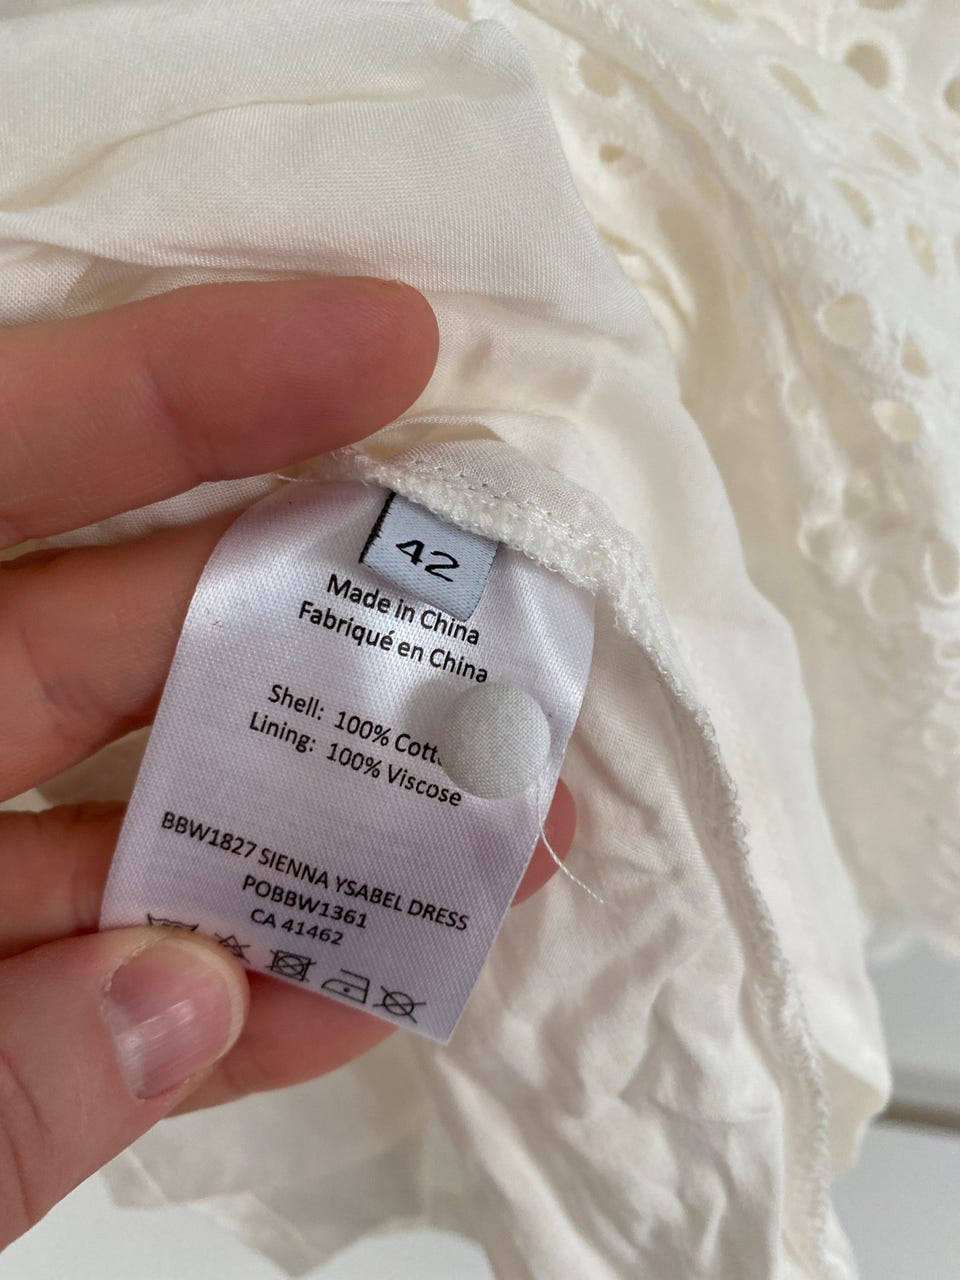 42
Made in China
Fabriqué en China
Shell: 100% Cott
Lining: 100% Viscose
BBW1827 SIENNA YSABEL DRESS
POBBW1361
CA 41462